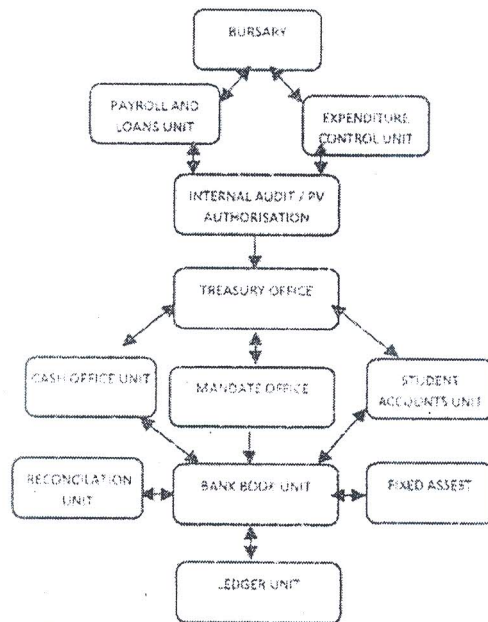 BURSARY
PAYROLL AND
LOANS UNIT
EXPENDITURE
CONTROL UNIT
INTERNAL AUDIT / PV
AUTHORISATION
TREASURY OFFICE
CASH OFFICE UNIT
MANDATE OFFICE
STUDENT
ACCOUNTS UNIT
RECONCILATION
UNIT
BANK BOOK UNIT
FIXED ASSEST
LEDGER UNIT